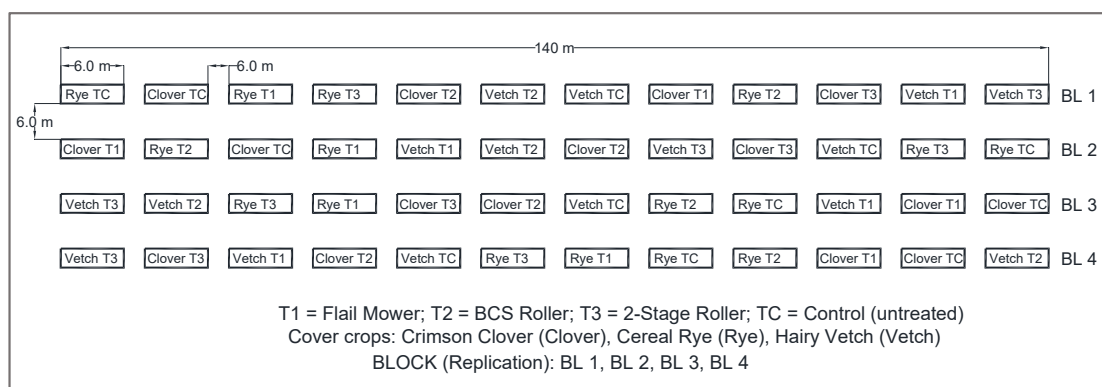 140 m
6.0 m 6.0 m
Rye TC Clover TC Rye T1 Rye T3 Clover T2 Vetch T2 Vetch TC Clover T1 Rye T2 Clover T3 Vetch T1 Vetch T3 BL 1
6.0 m
Clover T1 Rye T2 Clover TC Rye T1 Vetch T1 Vetch T2 Clover T2 Vetch T3 Clover T3 Vetch TC Rye T3 Rye TC BL 2
Vetch T3 Vetch T2 Rye T3 Rye T1 Clover T3 Clover T2 Vetch TC Rye T2 Rye TC Vetch T1 Clover T1 Clover TC BL 3
Vetch T3 Clover T3 Vetch T1 Clover T2 Vetch TC Rye T3 Rye T1 Rye TC Rye T2 Clover T1 Clover TC Vetch T2 BL 4
T1 = Flail Mower; T2 = BCS Roller; T3 = 2-Stage Roller; TC = Control (untreated)
Cover crops: Crimson Clover (Clover), Cereal Rye (Rye), Hairy Vetch (Vetch)
BLOCK (Replication): BL 1, BL 2, BL 3, BL 4